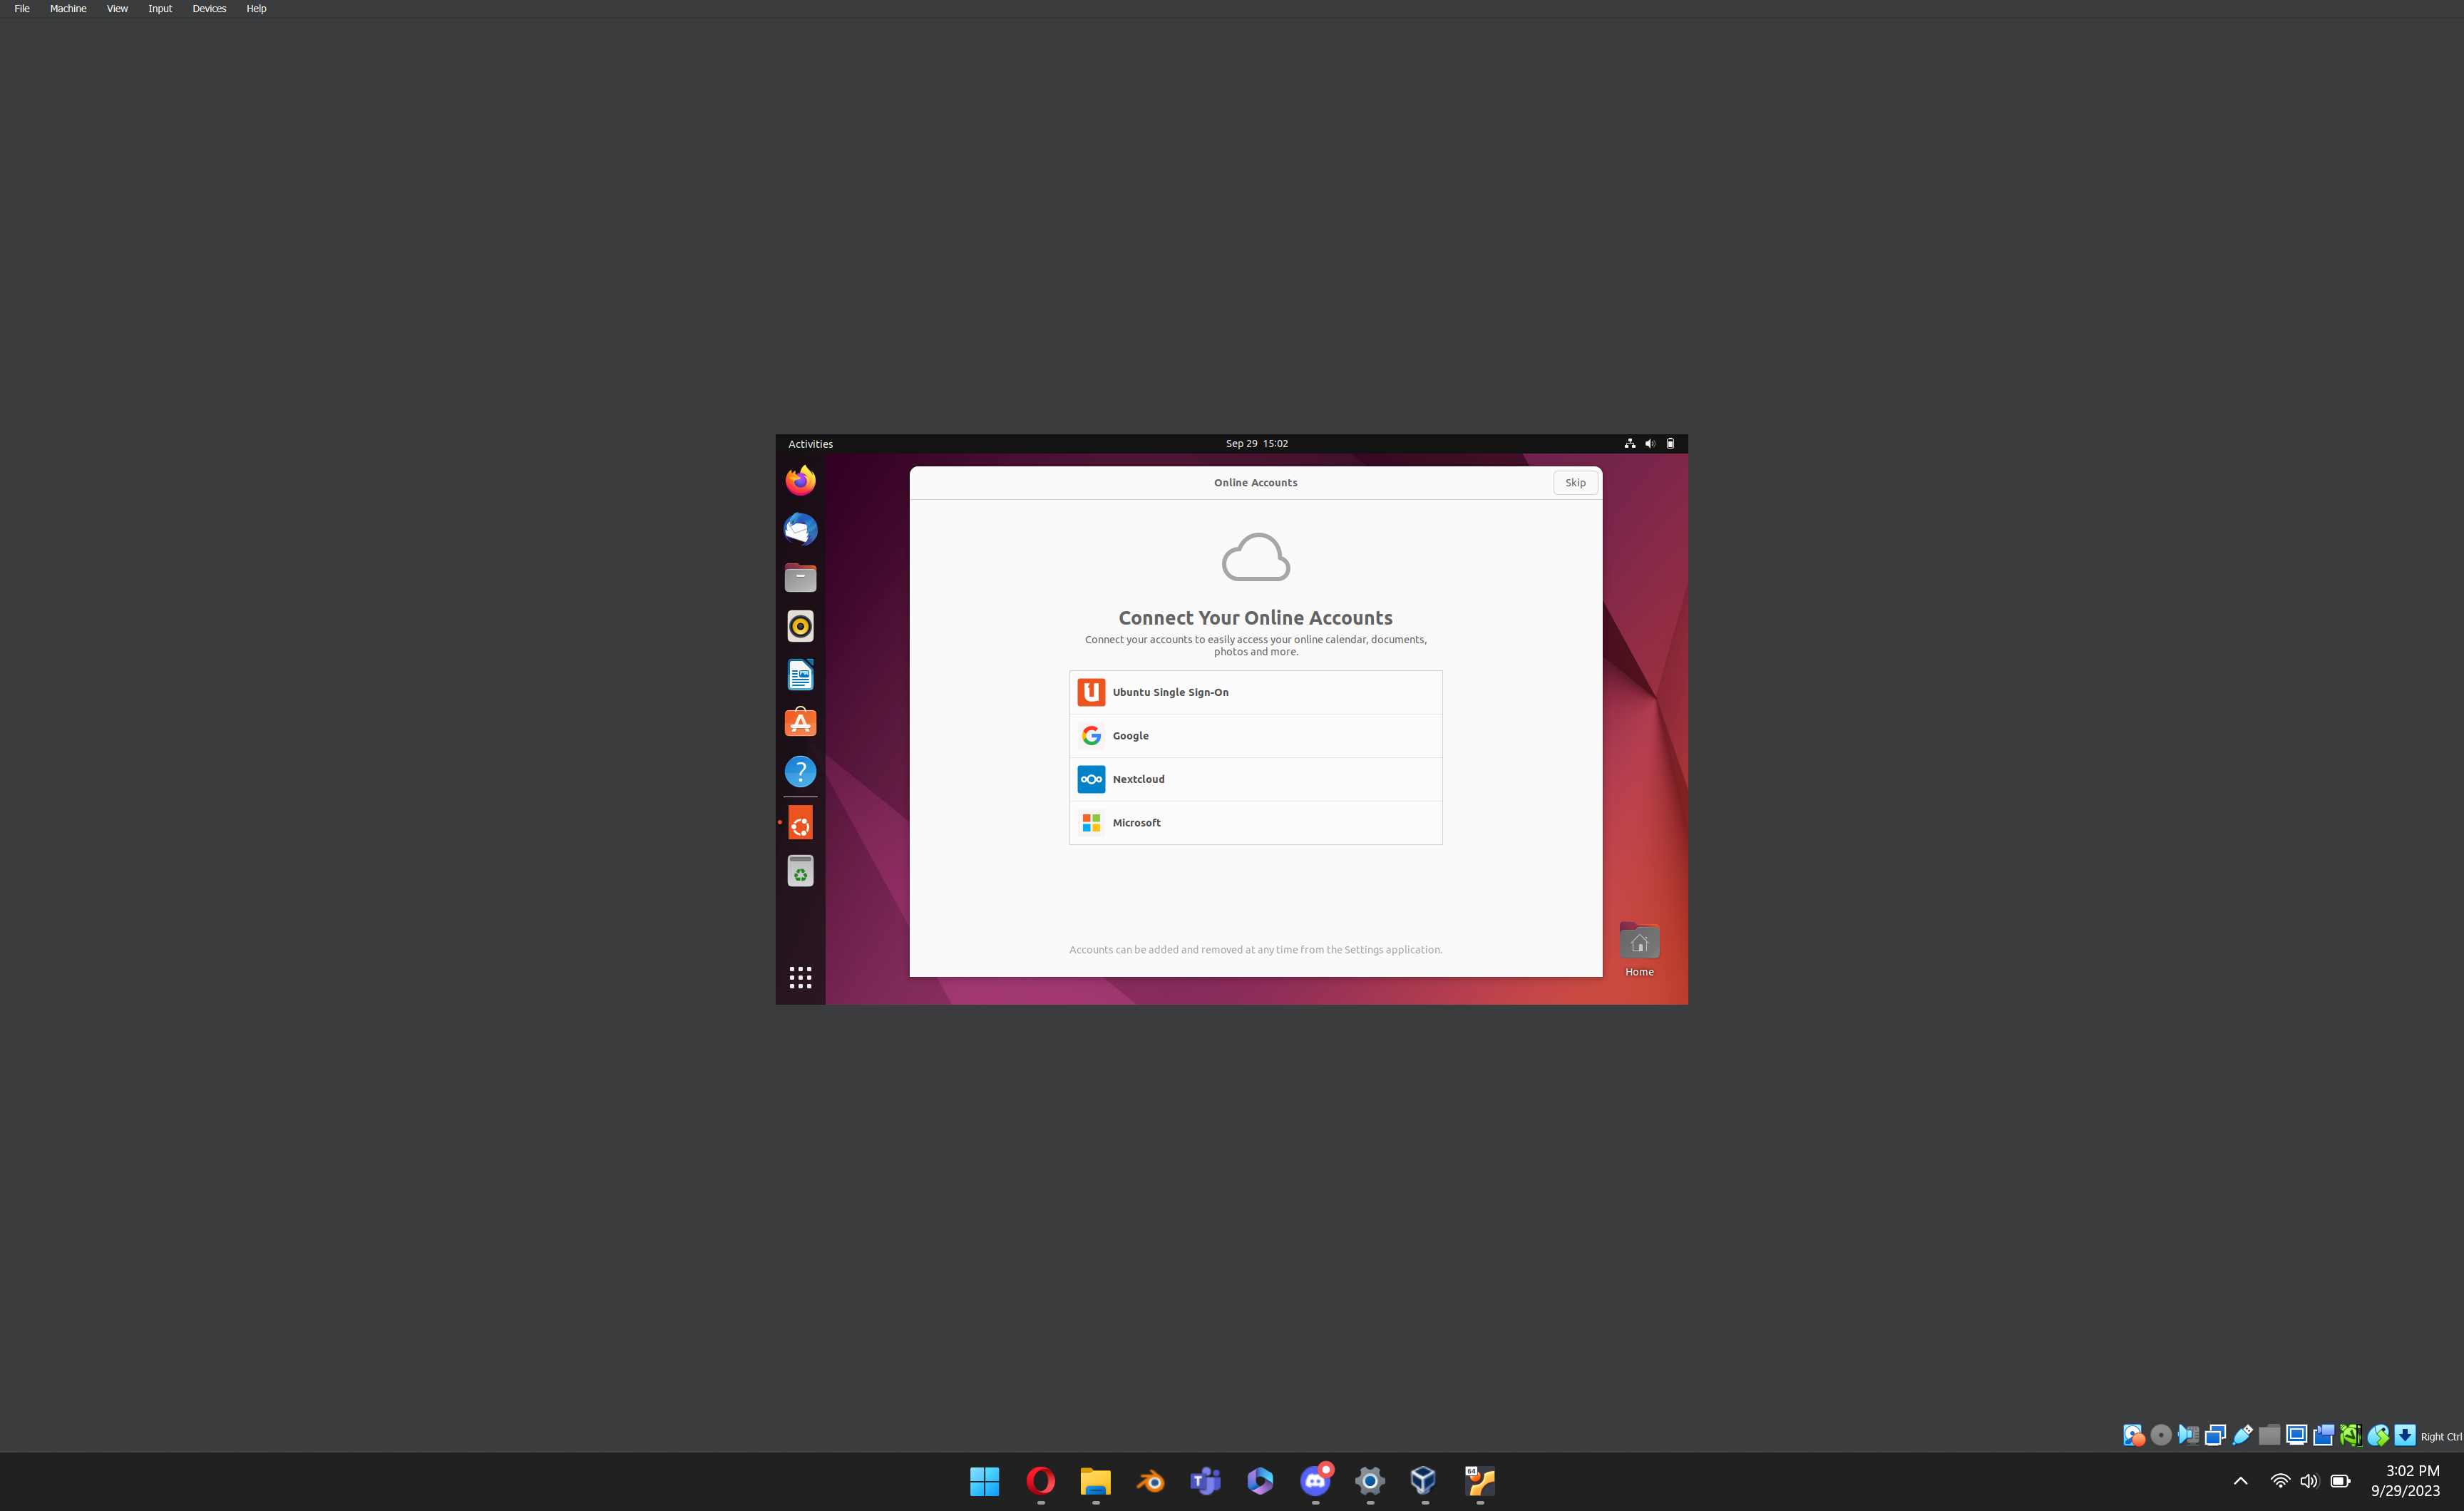 File Machine View Input Devices Help
Activities
Sep 29 15:02
Online Accounts
Skip
Connect Your Online Accounts
Connect your accounts to easily access your online calendar, documents,
photos and more.
Ubuntu Single Sign-On
Google
Nextcloud
Microsoft
Accounts can be added and removed at any time from the Settings application.
Home
Right Ctrl
64
3:02 PM
9/29/2023